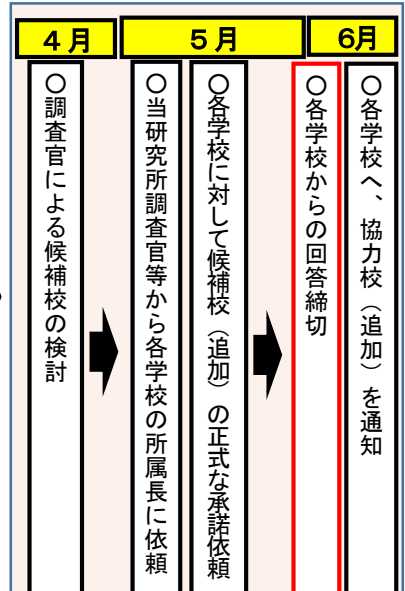 4月
5月
6月
○調査官による候補校の検討
○当研究所調査官等から各学校の所属長に依頼
○各学校に対して候補校（追加）の正式な承諾依頼
○各学校からの回答締切
○各学校へ、協力校（追加）を通知